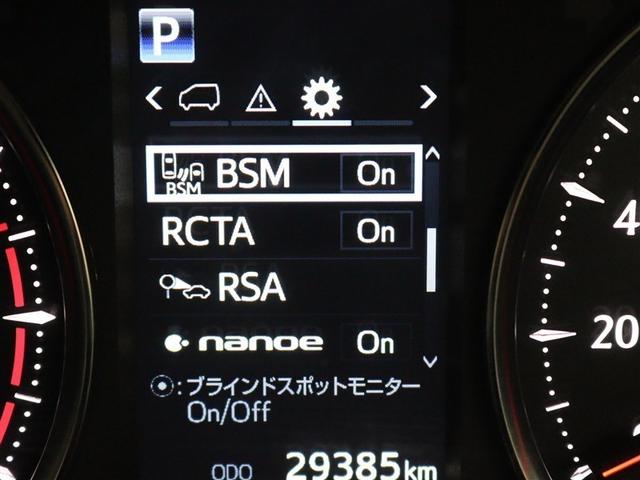 P
BSM BSM On
RCTA On
RSA
nanoe On
:ブラインドスポットモニター
On/Off
ODO 29385km
4
20